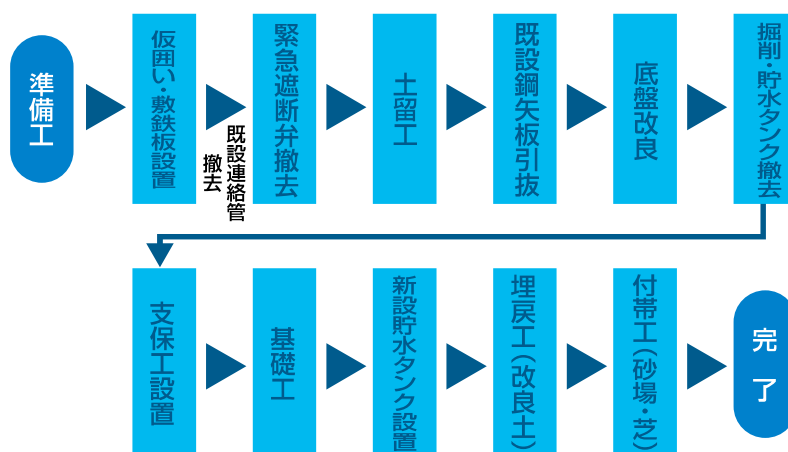 準備工
仮囲い・敷鉄板設置
既設連絡管
撤去
緊急遮断弁撤去
土留工
既設鋼矢板引抜
底盤改良
掘削・貯水タンク撤去
支保工設置
基礎工
新設貯水タンク設置
埋戻工(改良土)
付帯工(砂場・芝)
完了